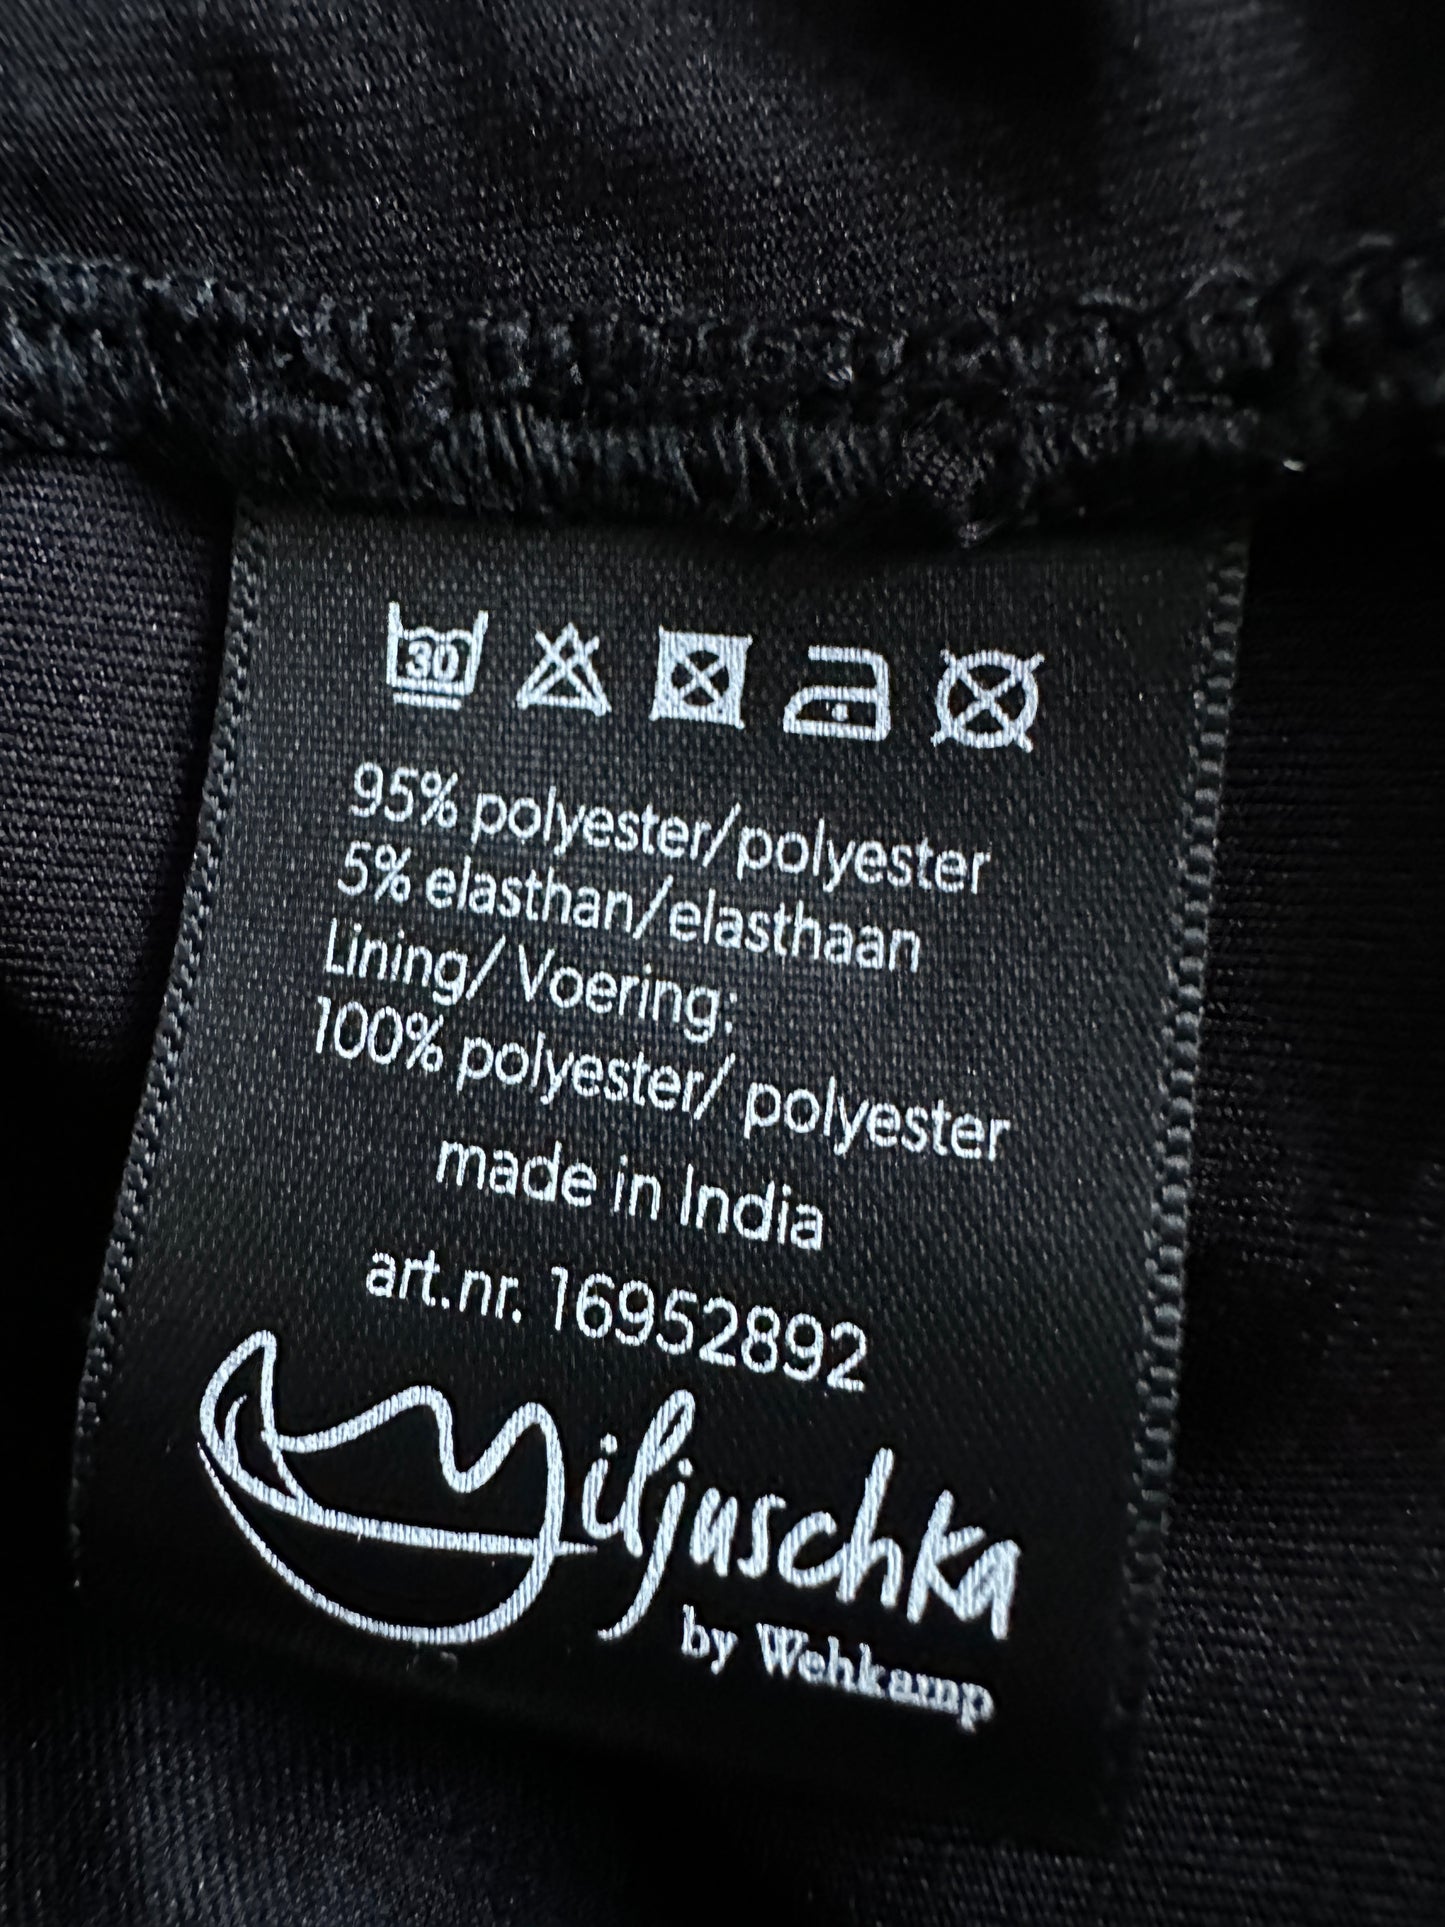 30
95% polyester/polyester
5% elasthan/elasthaan
Lining/Voering:
100% polyester/ polyester
made in India
art.nr. 16952892
Miljuschka
by Wehkamp